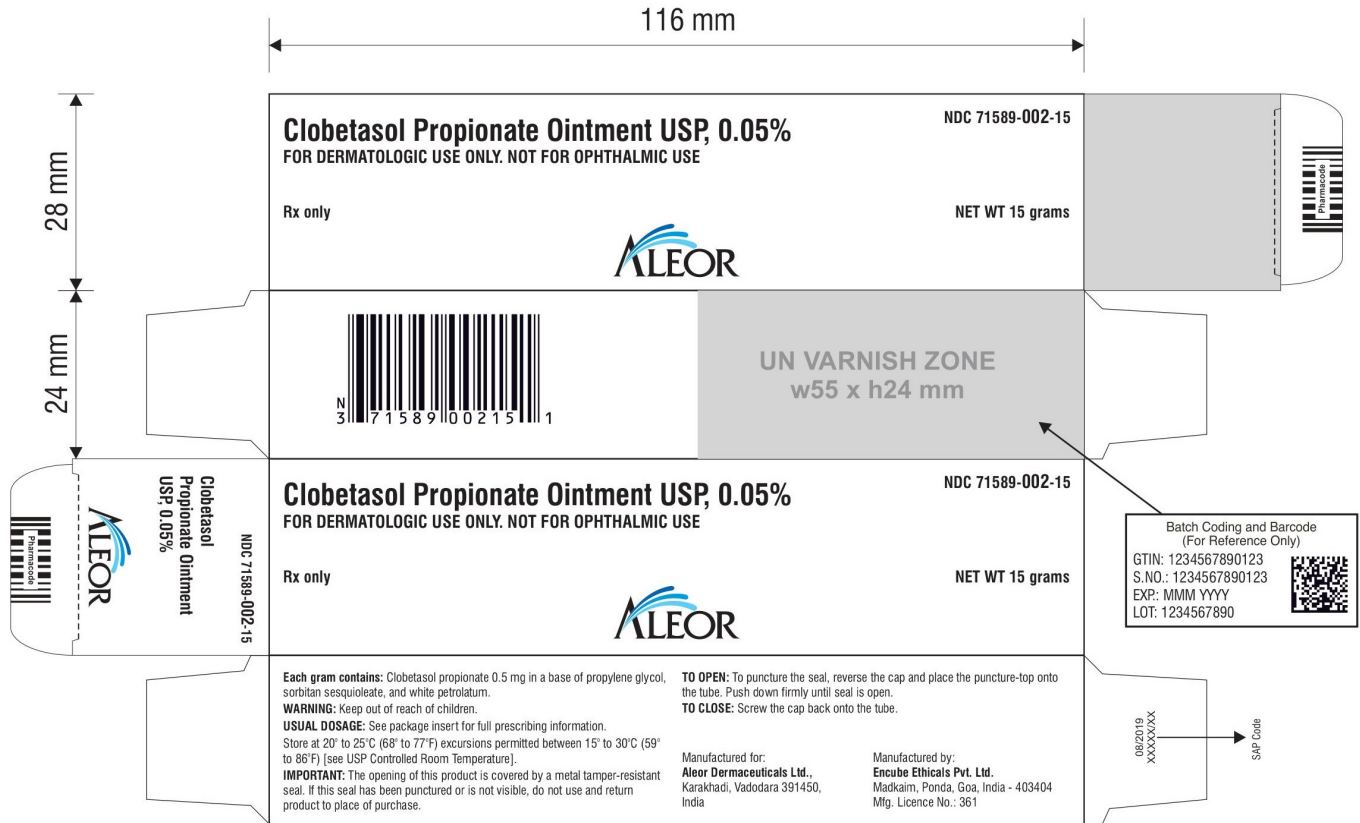 116 mm
28 mm
Clobetasol Propionate Ointment USP, 0.05%
FOR DERMATOLOGIC USE ONLY. NOT FOR OPHTHALMIC USE
NDC 71589-002-15
Rx only
NET WT 15 grams
ALEOR
Pharmacode
24 mm
N
3 71589 00215 1
UN VARNISH ZONE
w55 x h24 mm
Pharmacode
ALEOR
Clobetasol
Propionate Ointment
USP, 0.05%
NDC 71589-002-15
Clobetasol Propionate Ointment USP, 0.05%
FOR DERMATOLOGIC USE ONLY. NOT FOR OPHTHALMIC USE
NDC 71589-002-15
Rx only
NET WT 15 grams
ALEOR
Batch Coding and Barcode
(For Reference Only)
GTIN: 1234567890123
S.NO.: 1234567890123
EXP.: MMM YYYY
LOT: 1234567890
Each gram contains: Clobetasol propionate 0.5 mg in a base of propylene glycol,
sorbitan sesquioleate, and white petrolatum.
WARNING: Keep out of reach of children.
USUAL DOSAGE: See package insert for full prescribing information.
Store at 20° to 25°C (68° to 77°F) excursions permitted between 15° to 30°C (59°
to 86°F) [see USP Controlled Room Temperature].
IMPORTANT: The opening of this product is covered by a metal tamper-resistant
seal. If this seal has been punctured or is not visible, do not use and return
product to place of purchase.
TO OPEN: To puncture the seal, reverse the cap and place the puncture-top onto
the tube. Push down firmly until seal is open.
TO CLOSE: Screw the cap back onto the tube.
Manufactured for:
Aleor Dermaceuticals Ltd.,
Karakhadi, Vadodara 391450,
India
Manufactured by:
Encube Ethicals Pvt. Ltd.
Madkaim, Ponda, Goa, India - 403404
Mfg. Licence No.: 361
08/2019
XXXXXX/XX
SAP Code